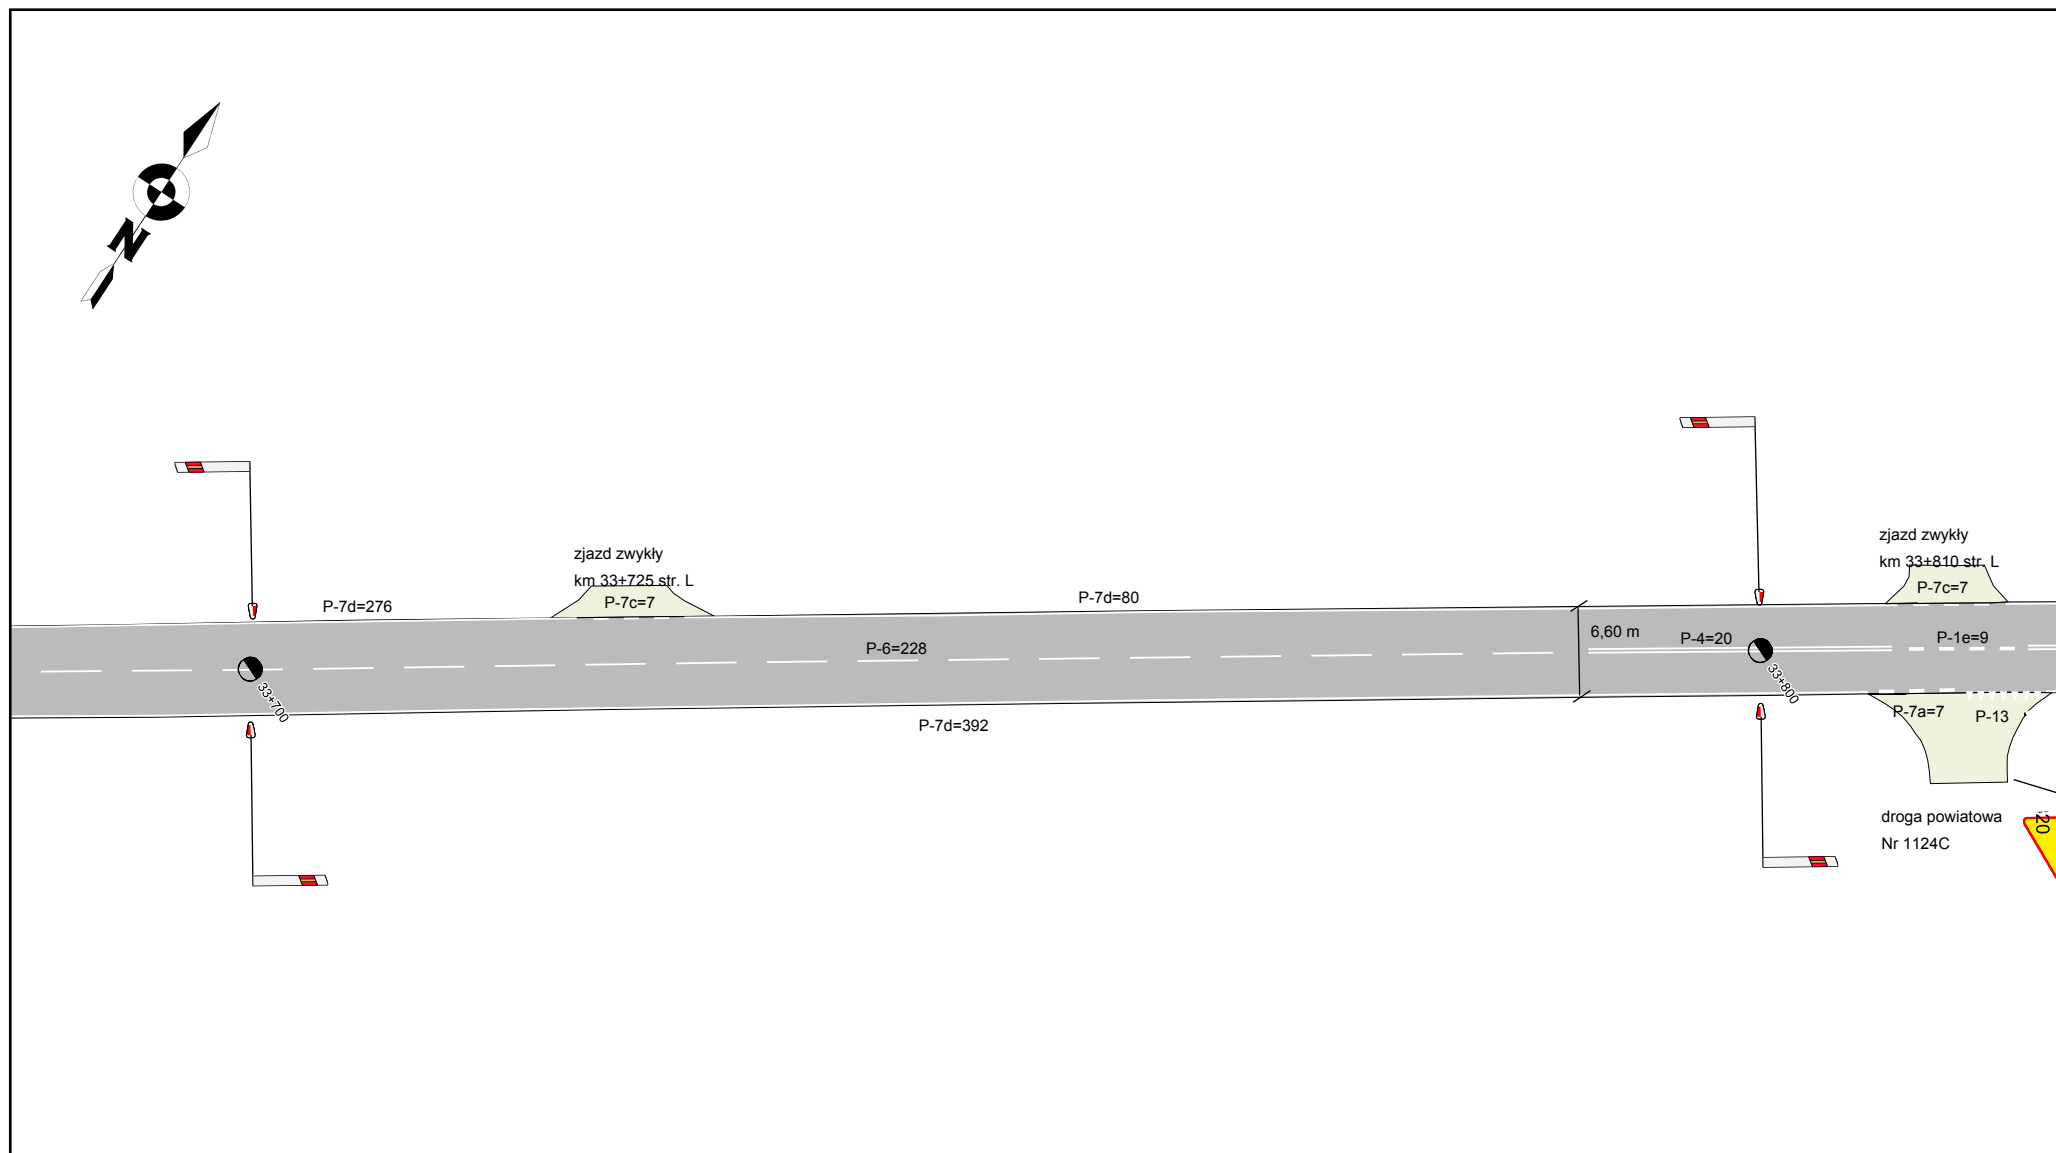 N
zjazd zwykły
km 33+725 str. L
P-7c=7
zjazd zwykły
km 33+810 str. L
P-7c=7
P-7d=276
P-7d=80
P-6=228
6,60 m
P-4=20
P-1e=9
33+700
33+800
P-7d=392
P-7a=7
P-13
droga powiatowa
Nr 1124C